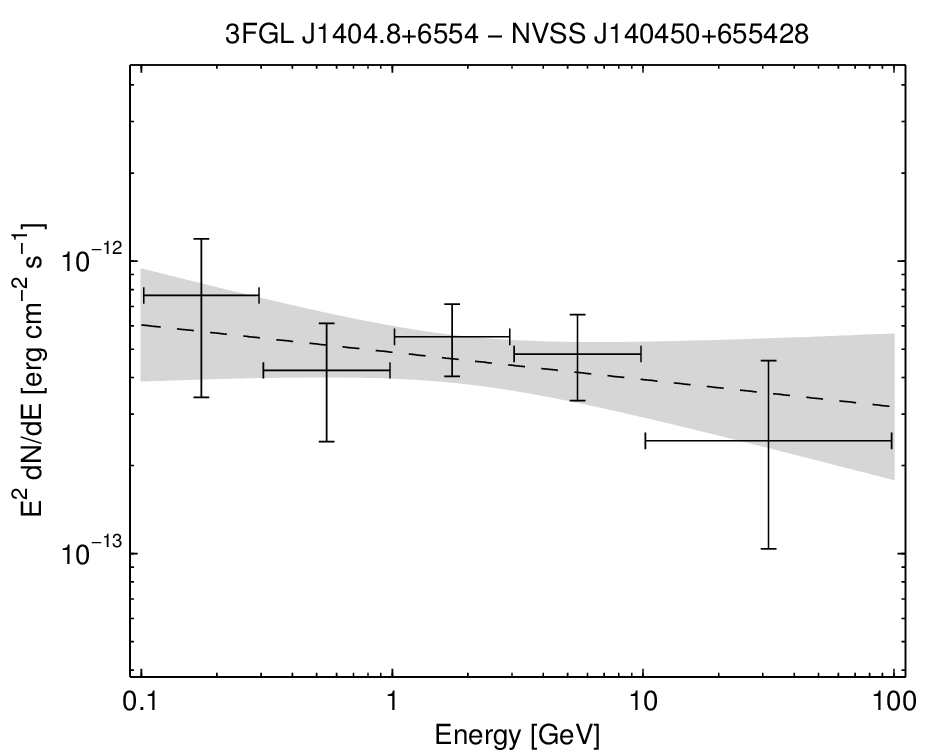 3FGL J1404.8+6554 − NVSS J140450+655428
E² dN/dE [erg cm⁻² s⁻¹]
10⁻¹²
10⁻¹³
0.1 1 10 100
Energy [GeV]